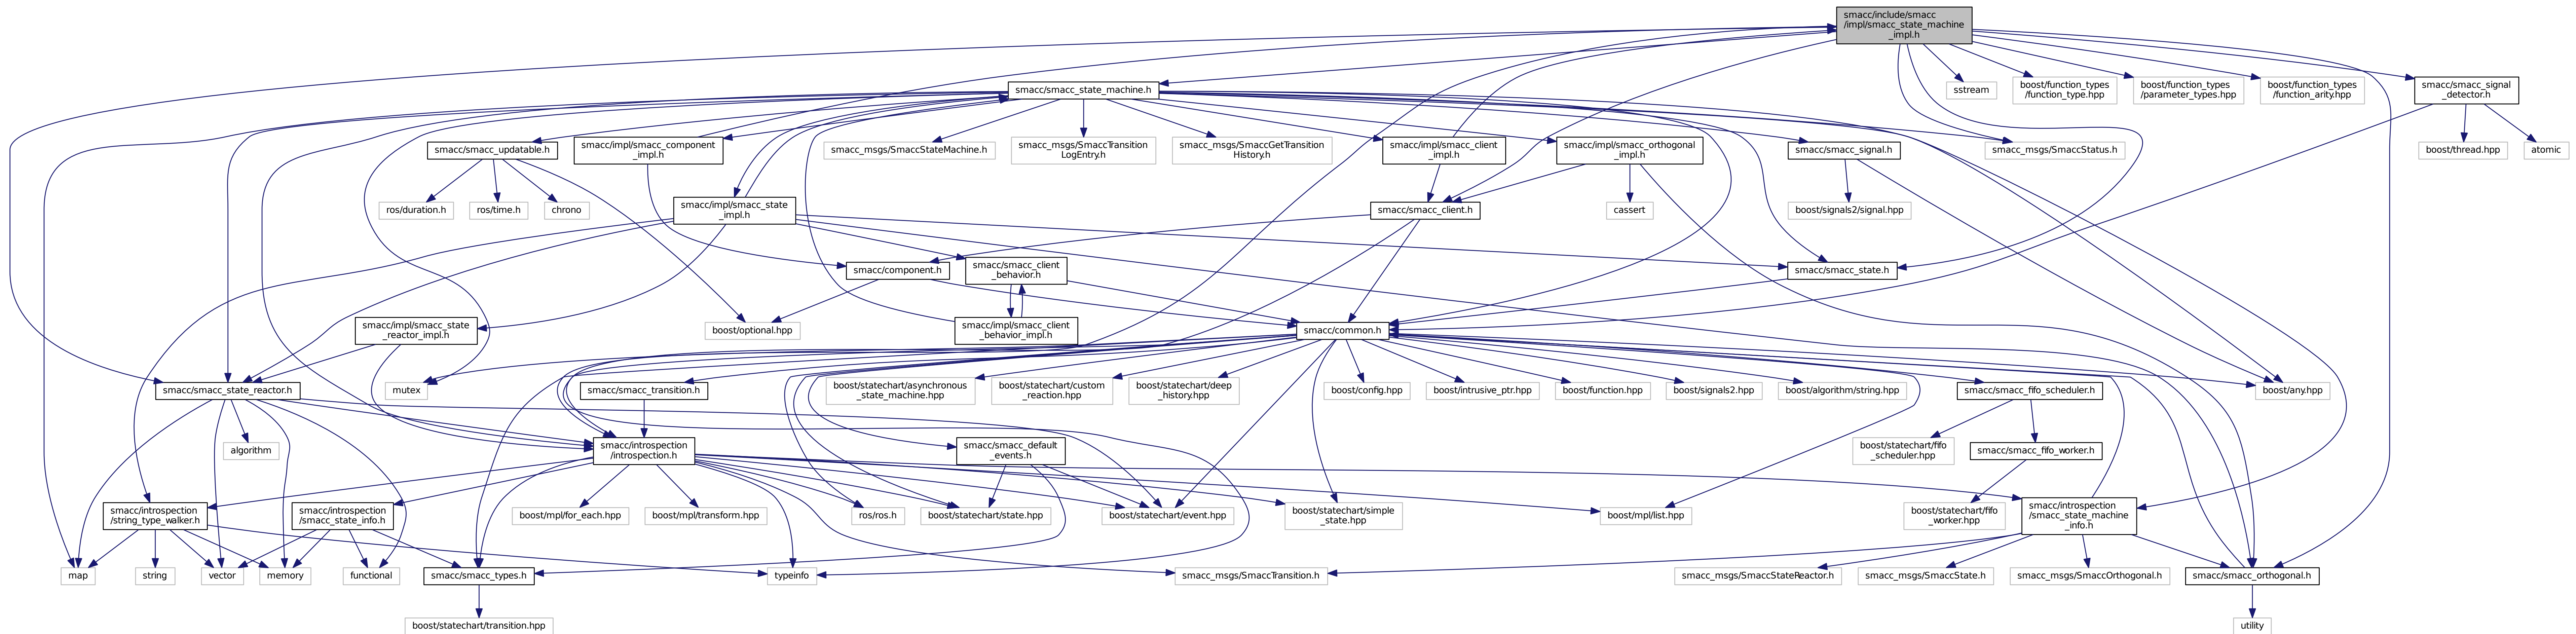 smacc/include/smacc
/impl/smacc_state_machine
_impl.h
smacc/smacc_state_machine.h
sstream
boost/function_types
/function_type.hpp
boost/function_types
/parameter_types.hpp
boost/function_types
/function_arity.hpp
smacc/smacc_signal
_detector.h
smacc/smacc_updatable.h
smacc/impl/smacc_component
_impl.h
smacc_msgs/SmaccStateMachine.h
smacc_msgs/SmaccTransition
LogEntry.h
smacc_msgs/SmaccGetTransition
History.h
smacc/impl/smacc_client
_impl.h
smacc/impl/smacc_orthogonal
_impl.h
smacc/smacc_signal.h
smacc_msgs/SmaccStatus.h
boost/thread.hpp
atomic
ros/duration.h
ros/time.h
chrono
smacc/impl/smacc_state
_impl.h
smacc/smacc_client.h
cassert
boost/signals2/signal.hpp
smacc/component.h
smacc/smacc_client
_behavior.h
smacc/smacc_state.h
smacc/impl/smacc_state
_reactor_impl.h
boost/optional.hpp
smacc/impl/smacc_client
_behavior_impl.h
smacc/common.h
smacc/smacc_state_reactor.h
mutex
smacc/smacc_transition.h
boost/statechart/asynchronous
_state_machine.hpp
boost/statechart/custom
_reaction.hpp
boost/statechart/deep
_history.hpp
boost/config.hpp
boost/intrusive_ptr.hpp
boost/function.hpp
boost/signals2.hpp
boost/algorithm/string.hpp
smacc/smacc_fifo_scheduler.h
boost/any.hpp
algorithm
smacc/introspection
/introspection.h
smacc/smacc_default
_events.h
boost/statechart/fifo
_scheduler.hpp
smacc/smacc_fifo_worker.h
smacc/introspection
/string_type_walker.h
smacc/introspection
/smacc_state_info.h
boost/mpl/for_each.hpp
boost/mpl/transform.hpp
ros/ros.h
boost/statechart/state.hpp
boost/statechart/event.hpp
boost/statechart/simple
_state.hpp
boost/mpl/list.hpp
boost/statechart/fifo
_worker.hpp
smacc/introspection
/smacc_state_machine
_info.h
map
string
vector
memory
functional
smacc/smacc_types.h
typeinfo
smacc_msgs/SmaccTransition.h
smacc_msgs/SmaccStateReactor.h
smacc_msgs/SmaccState.h
smacc_msgs/SmaccOrthogonal.h
smacc/smacc_orthogonal.h
boost/statechart/transition.hpp
utility